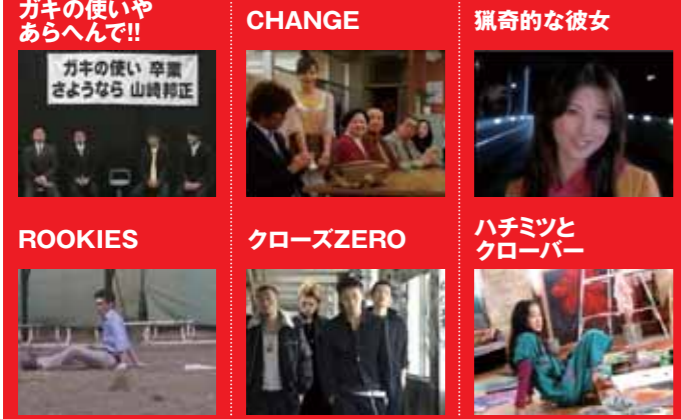 ガキの使いや
あらへんで!!
CHANGE
猟奇的な彼女
ガキの使い 卒業
さようなら 山崎邦正
ROOKIES
クローズZERO
ハチミツと
クローバー